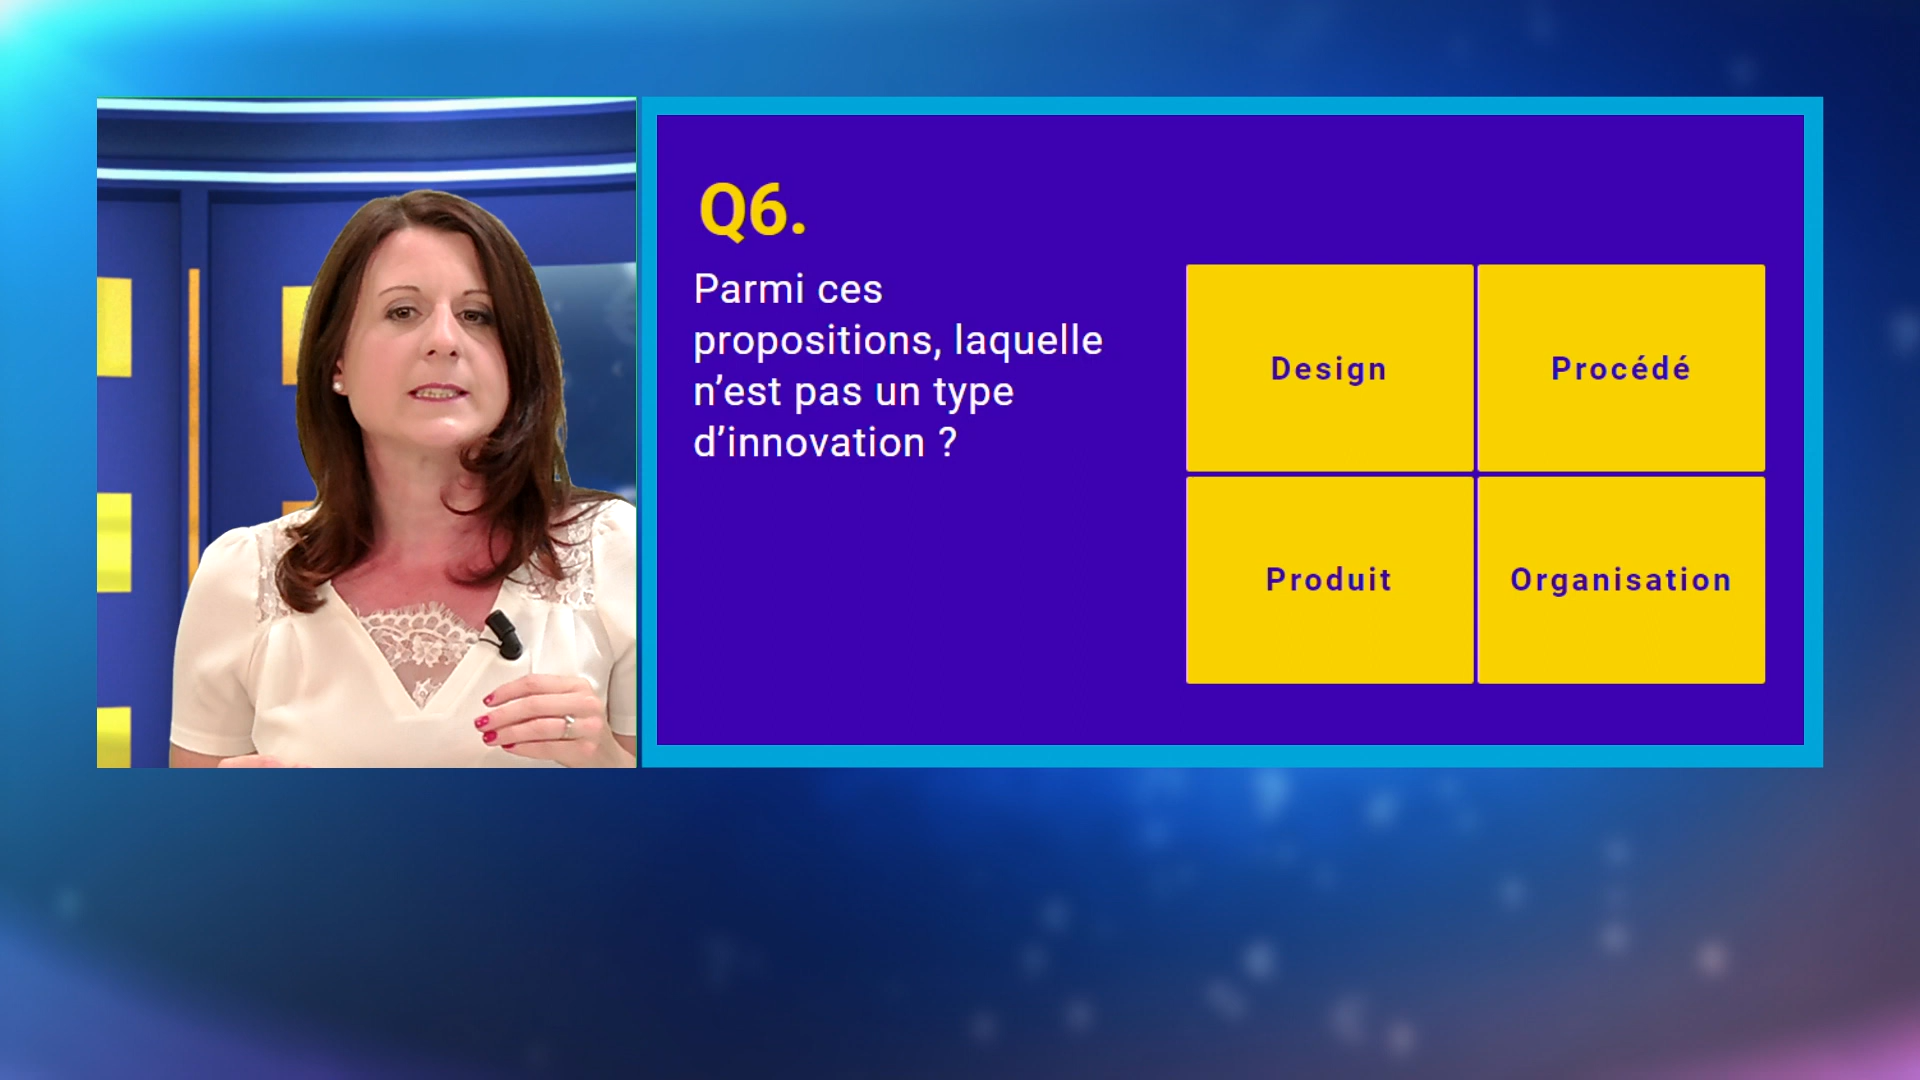 Q6.
Parmi ces
propositions, laquelle
n’est pas un type
d’innovation ?
Design
Procédé
Produit
Organisation